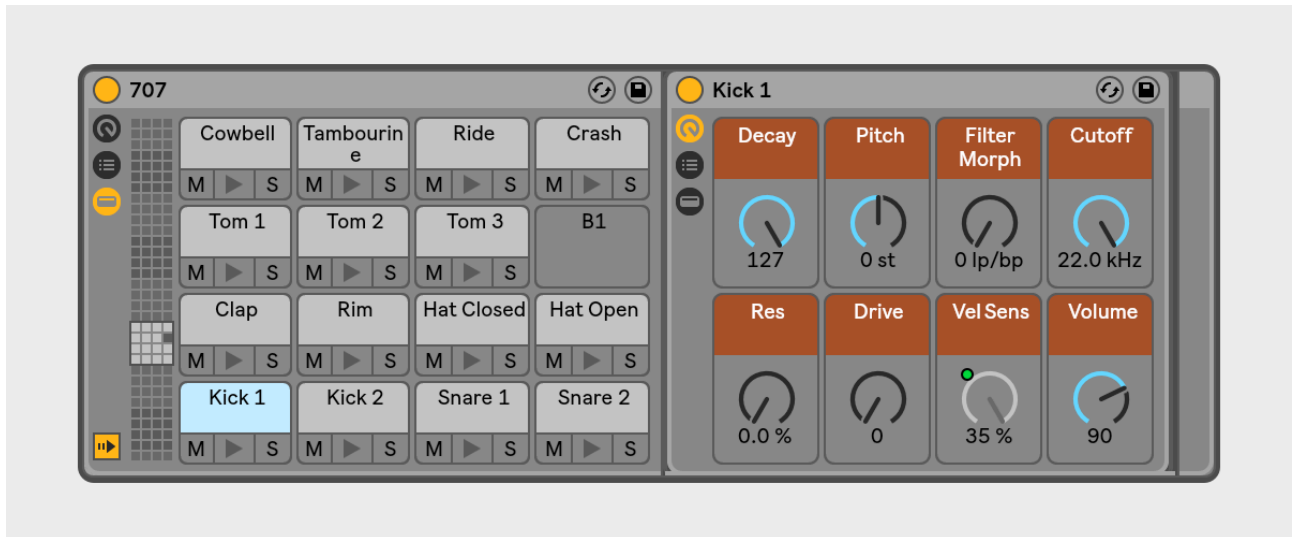 707
Cowbell Tambourin Ride Crash
e
M S M S M S M S
Tom 1 Tom 2 Tom 3 B1
M S M S M S
Clap Rim Hat Closed Hat Open
M S M S M S M S
Kick 1 Kick 2 Snare 1 Snare 2
M S M S M S M S
Kick 1
Decay Pitch Filter Cutoff
Morph
127 0 st 0 lp/bp 22.0 kHz
Res Drive Vel Sens Volume
0.0 % 0 35 % 90